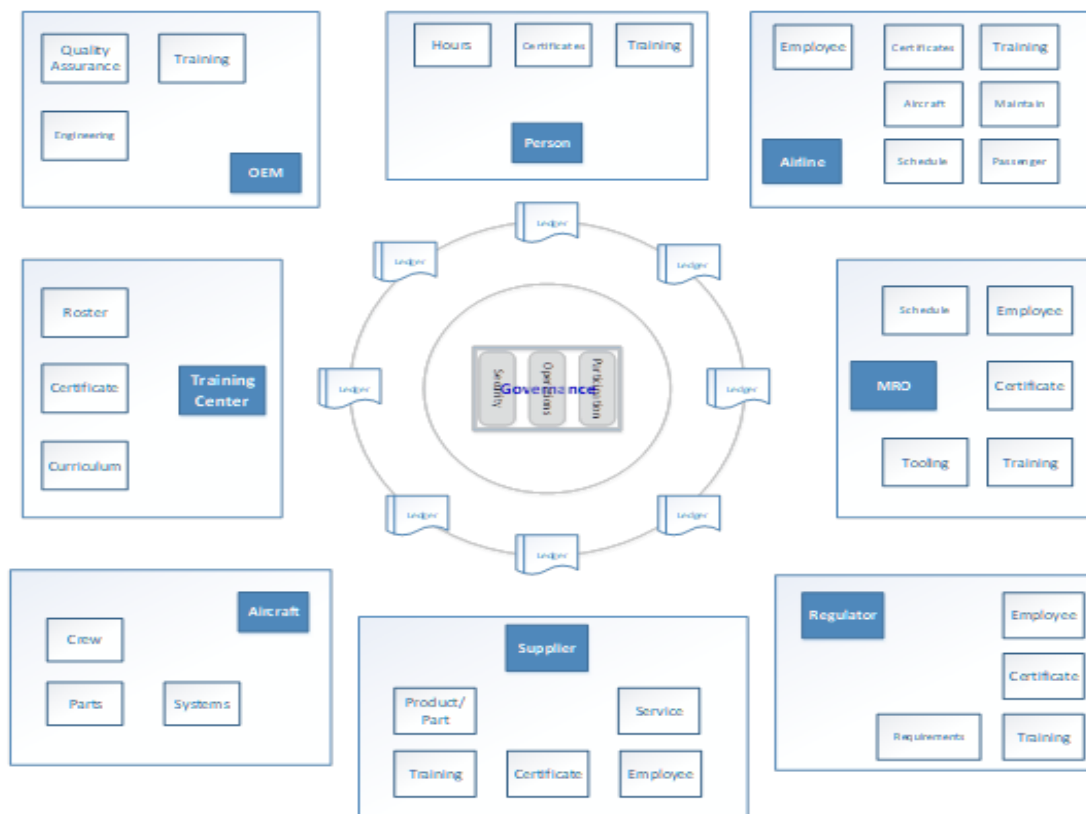 Quality
Assurance
Training
Engineering
OEM
Hours
Certificates
Training
Person
Employee
Certificates
Training
Aircraft
Maintain
Airline
Schedule
Passenger
Ledger
Ledger
Ledger
Roster
Certificate
Training
Center
Curriculum
Ledger
Security
Operations
Participation
Governance
Ledger
Schedule
Employee
MRO
Certificate
Tooling
Training
Ledger
Ledger
Ledger
Aircraft
Crew
Parts
Systems
Supplier
Product/
Part
Service
Training
Certificate
Employee
Regulator
Employee
Certificate
Requirements
Training